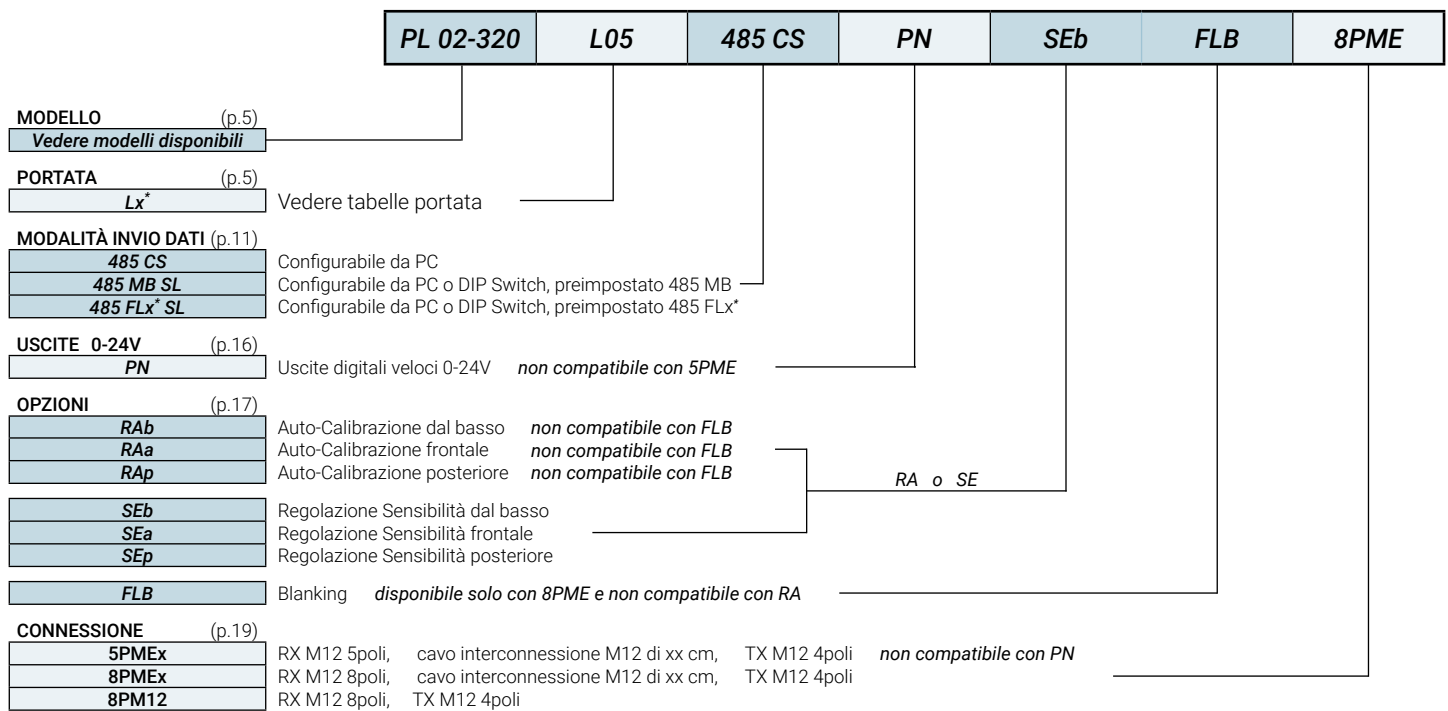 PL 02-320 L05 485 CS PN SEb FLB 8PME
MODELLO (p.5)
Vedere modelli disponibili
PORTATA (p.5)
Lx* Vedere tabelle portata
MODALITÀ INVIO DATI (p.11)
485 CS Configurabile da PC
485 MB SL Configurabile da PC o DIP Switch, preimpostato 485 MB
485 FLx* SL Configurabile da PC o DIP Switch, preimpostato 485 FLx*
USCITE 0-24V (p.16)
PN Uscite digitali veloci 0-24V non compatibile con 5PME
OPZIONI (p.17)
RAb Auto-Calibrazione dal basso non compatibile con FLB
RAa Auto-Calibrazione frontale non compatibile con FLB
RAp Auto-Calibrazione posteriore non compatibile con FLB
RA o SE
SEb Regolazione Sensibilità dal basso
SEa Regolazione Sensibilità frontale
SEp Regolazione Sensibilità posteriore
FLB Blanking disponibile solo con 8PME e non compatibile con RA
CONNESSIONE (p.19)
5PMEx RX M12 5poli, cavo interconnessione M12 di xx cm, TX M12 4poli non compatibile con PN
8PMEx RX M12 8poli, cavo interconnessione M12 di xx cm, TX M12 4poli
8PM12 RX M12 8poli, TX M12 4poli